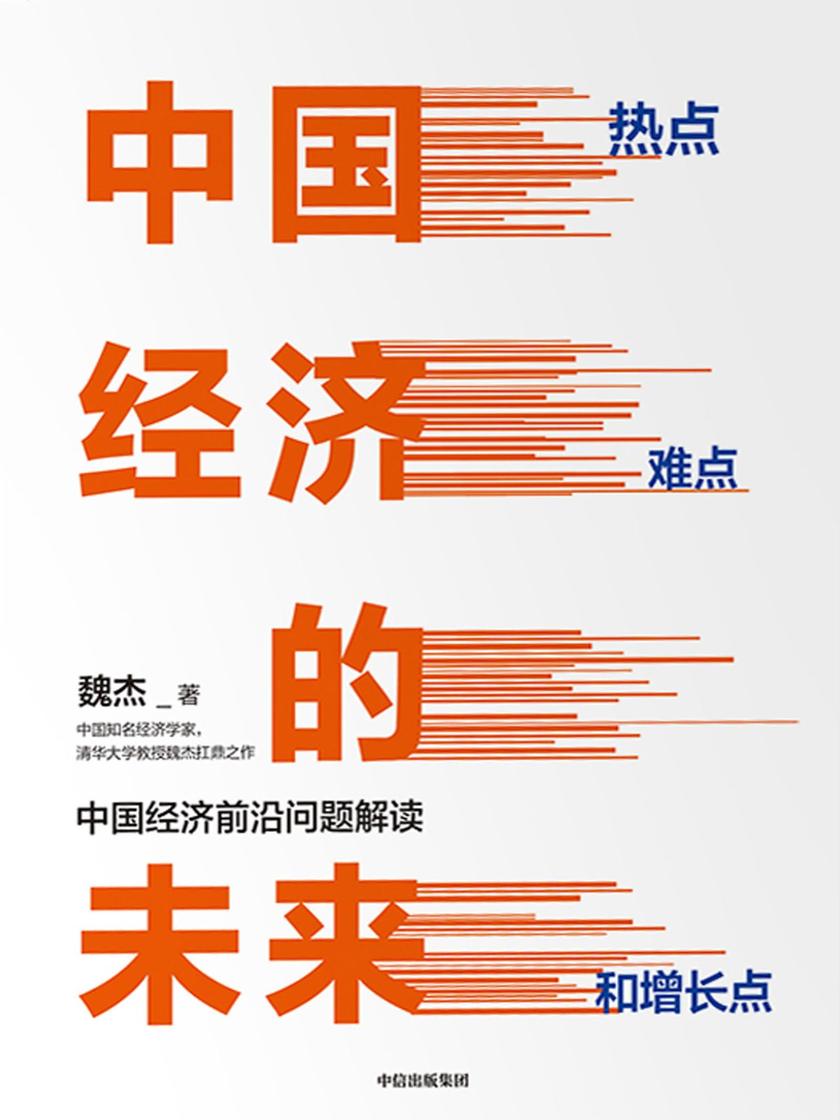 中国
热点
经济
难点
的
魏杰_著
中国知名经济学家,
清华大学教授魏杰扛鼎之作
中国经济前沿问题解读
未来
和增长点
中信出版集团